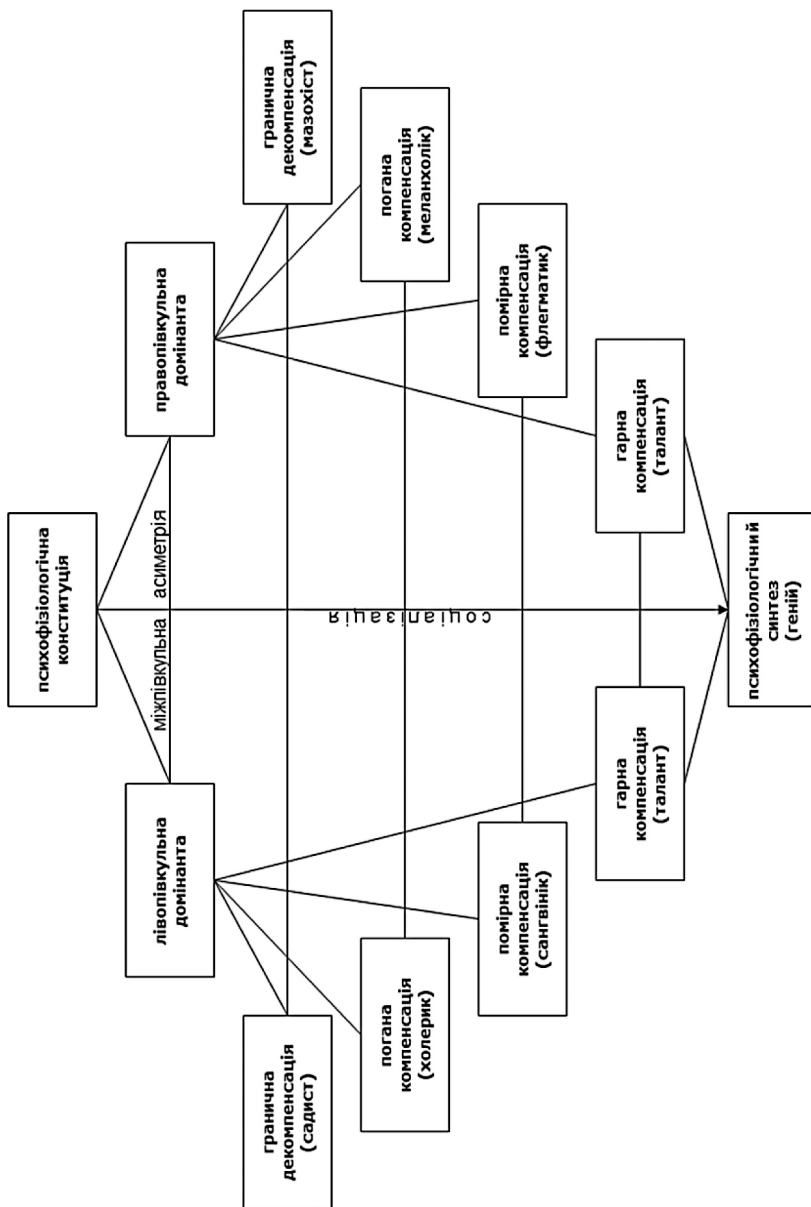 психофізіологічна
конституція
міжпівкульна асиметрія
лівопівкульна
домінанта
правопівкульна
домінанта
гранична
декомпенсація
(садист)
гранична
декомпенсація
(мазохіст)
погана
компенсація
(холерик)
погана
компенсація
(меланхолік)
соціалізація
помірна
компенсація
(сангвінік)
помірна
компенсація
(флегматик)
гарна
компенсація
(талант)
гарна
компенсація
(талант)
психофізіологічний
синтез
(геній)